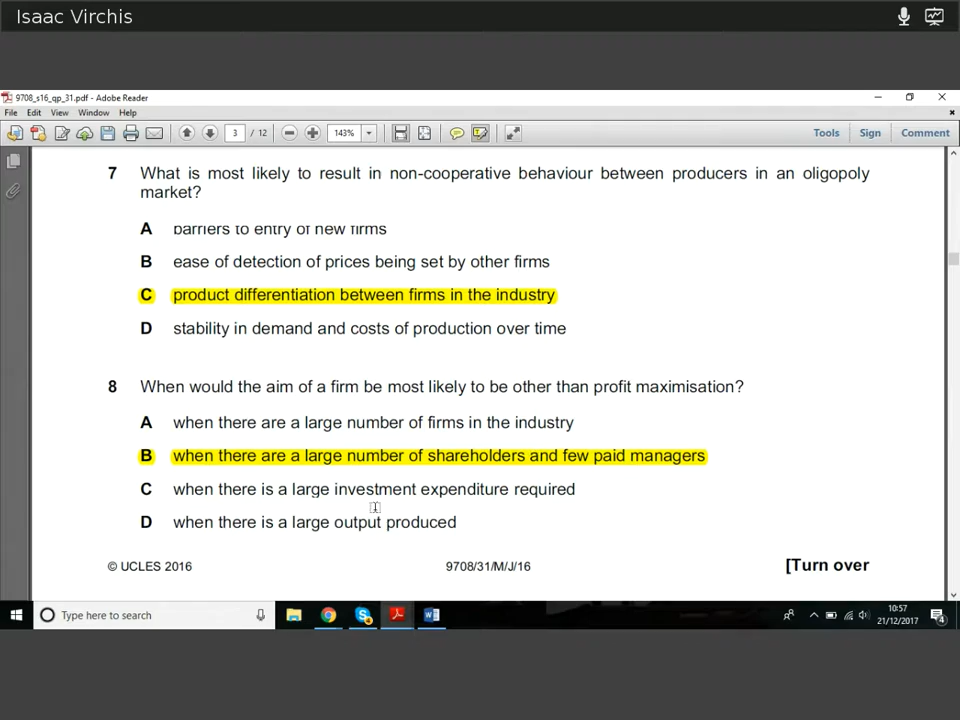 Isaac Virchis
9708_s16_qp_31.pdf - Adobe Reader
File Edit View Window Help
3 / 12 143% Tools Sign Comment
7 What is most likely to result in non-cooperative behaviour between producers in an oligopoly
market?
A barriers to entry of new firms
B ease of detection of prices being set by other firms
C product differentiation between firms in the industry
D stability in demand and costs of production over time
8 When would the aim of a firm be most likely to be other than profit maximisation?
A when there are a large number of firms in the industry
B when there are a large number of shareholders and few paid managers
C when there is a large investment expenditure required
D when there is a large output produced
© UCLES 2016 9708/31/M/J/16 [Turn over
Type here to search
10:57
21/12/2017
4